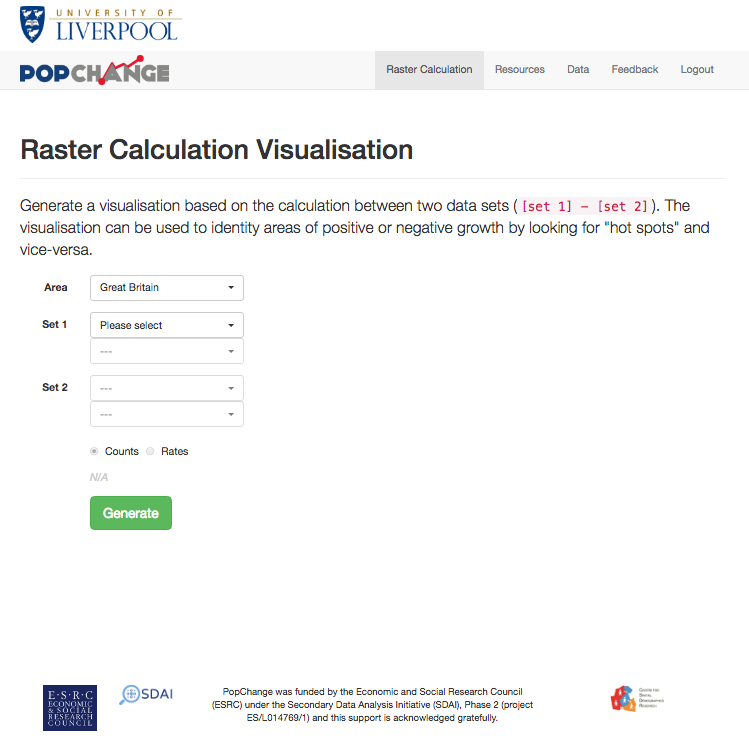 UNIVERSITY OF
LIVERPOOL
POPCHANGE
Raster Calculation Resources Data Feedback Logout
Raster Calculation Visualisation
Generate a visualisation based on the calculation between two data sets ( [set 1] − [set 2] ). The
visualisation can be used to identity areas of positive or negative growth by looking for "hot spots" and
vice-versa.
Area Great Britain
Set 1 Please select
---
Set 2 ---
---
Counts Rates
N/A
Generate
E·S·R·C
ECONOMIC
& SOCIAL
RESEARCH
COUNCIL
SDAI
PopChange was funded by the Economic and Social Research Council
(ESRC) under the Secondary Data Analysis Initiative (SDAI), Phase 2 (project
ES/L014769/1) and this support is acknowledged gratefully.